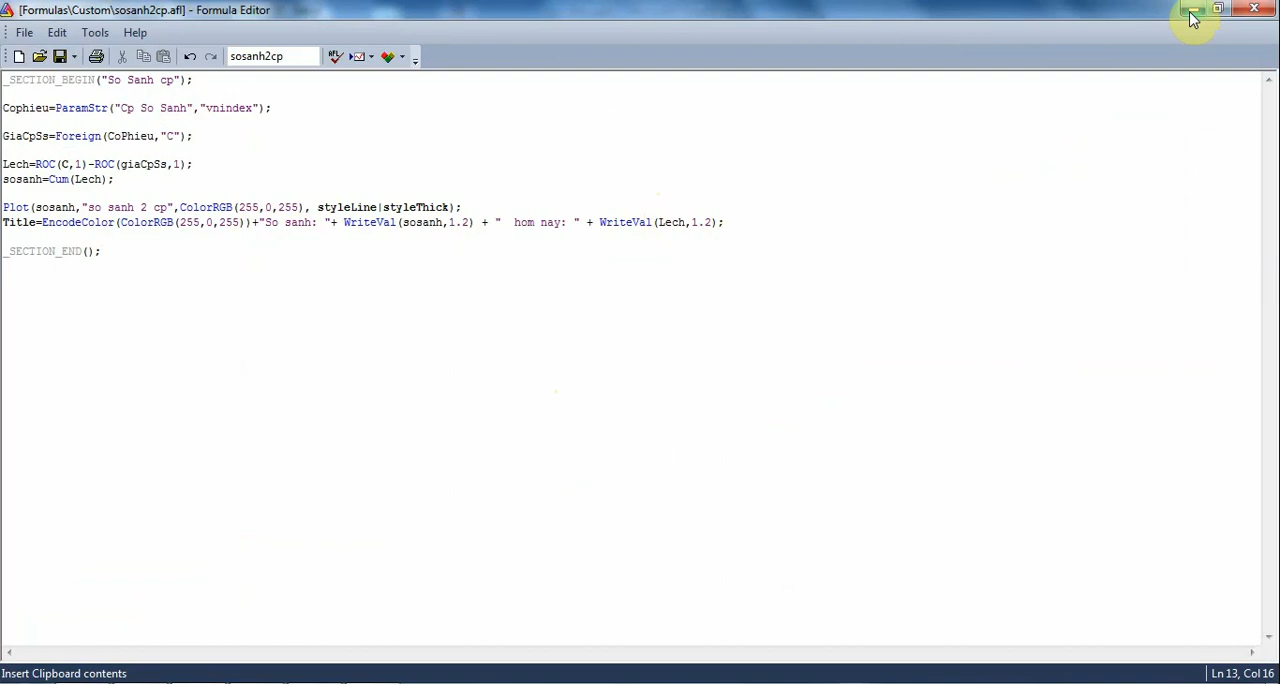 [Formulas\Custom\sosanh2cp.afl] - Formula Editor
File Edit Tools Help
sosanh2cp AFL
_SECTION_BEGIN("So Sanh cp");
Cophieu=ParamStr("Cp So Sanh","vnindex");
GiaCpSs=Foreign(CoPhieu,"C");
Lech=ROC(C,1)-ROC(giaCpSs,1);
sosanh=Cum(Lech);
Plot(sosanh,"so sanh 2 cp",ColorRGB(255,0,255), styleLine|styleThick);
Title=EncodeColor(ColorRGB(255,0,255))+"So sanh: "+ WriteVal(sosanh,1.2) + "  hom nay: " + WriteVal(Lech,1.2);
_SECTION_END();
Insert Clipboard contents
Ln 13, Col 16